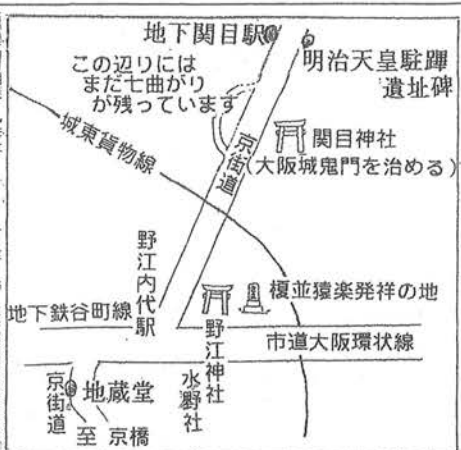 地下関目駅
明治天皇駐蹕
遺址碑
この辺りには
まだ七曲がり
が残っています
城東貨物線
京街道
関目神社
(大阪城鬼門を治める)
野江内代駅
榎並猿楽発祥の地
地下鉄谷町線
野江神社
水野社
市道大阪環状線
京街道
地蔵堂
至 京橋